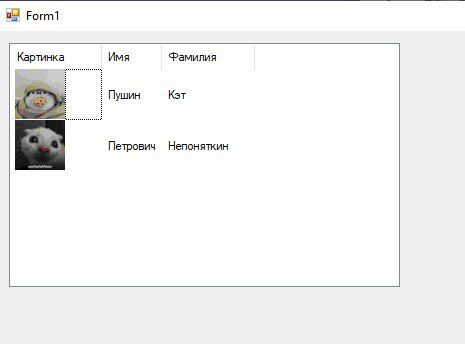 Form1
Картинка Имя Фамилия
Пушин Кэт
Петрович Непоняткин